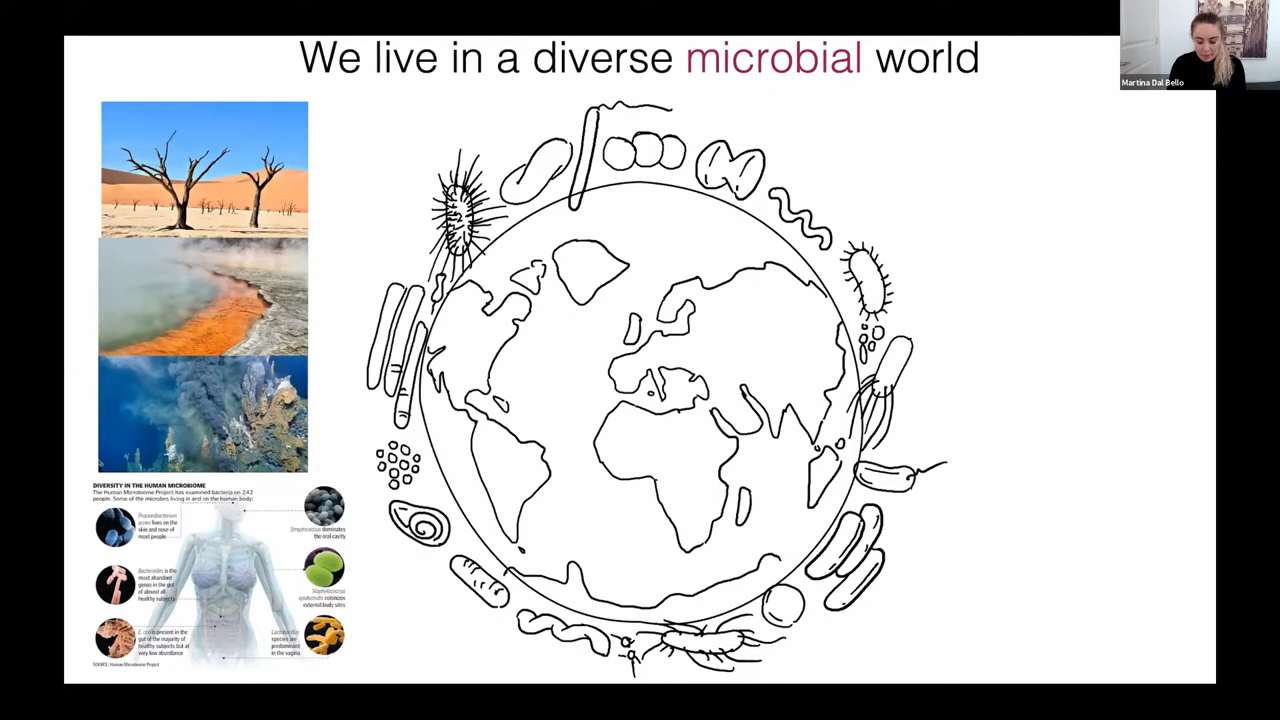 We live in a diverse microbial world
Martina Dal Bello
DIVERSITY IN THE HUMAN MICROBIOME
The Human Microbiome Project has examined bacteria on 242
people. Some of the microbes living in and on the human body:
Propionibacterium
acnes lives on the
skin and nose of
most people
Streptococcus dominates
the oral cavity
Bacteroides is the
most abundant
genus in the gut
of almost all
healthy subjects
Staphylococcus
epidermidis colonizes
external body sites
E. coli is present in the
gut of the majority of
healthy subjects but at
very low abundance
Lactobacillus
species are
predominant
in the vagina
SOURCE: Human Microbiome Project